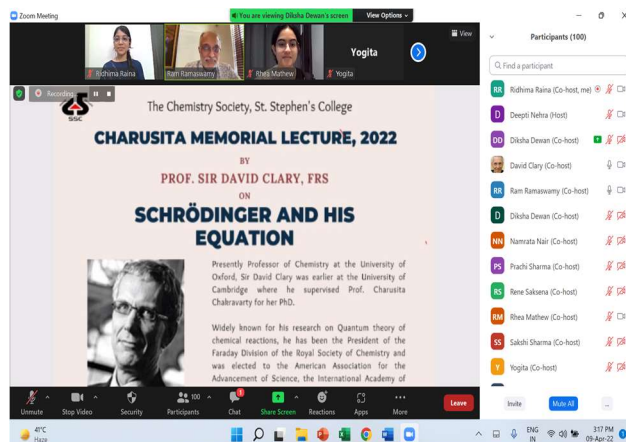 Zoom Meeting
You are viewing Diksha Dewan's screen
View Options
View
Ridhima Raina
Ram Ramaswamy
Rhea Mathew
Yogita
Yogita
Recording
SSC
The Chemistry Society, St. Stephen's College
CHARUSITA MEMORIAL LECTURE, 2022
BY
PROF. SIR DAVID CLARY, FRS
ON
SCHRÖDINGER AND HIS
EQUATION
Presently Professor of Chemistry at the University of
Oxford, Sir David Clary was earlier at the University of
Cambridge where he supervised Prof. Charusita
Chakravarty for her PhD.
Widely known for his research on Quantum theory of
chemical reactions, he has been the President of the
Faraday Division of the Royal Society of Chemistry and
was elected to the American Association for the
Advancement of Science, the International Academy of
Participants (100)
Find a participant
RR Ridhima Raina (Co-host, me)
D Deepti Nehra (Host)
DD Diksha Dewan (Co-host)
David Clary (Co-host)
RR Ram Ramaswamy (Co-host)
D Diksha Dewan (Co-host)
NN Namrata Nair (Co-host)
PS Prachi Sharma (Co-host)
RS Rene Saksena (Co-host)
RM Rhea Mathew (Co-host)
SS Sakshi Sharma (Co-host)
Y Yogita (Co-host)
Invite
Mute All
...
Unmute
Stop Video
Security
100
Participants
Chat
Share Screen
Reactions
Apps
More
Leave
41°C
Haze
ENG
IN
3:17 PM
09-Apr-22